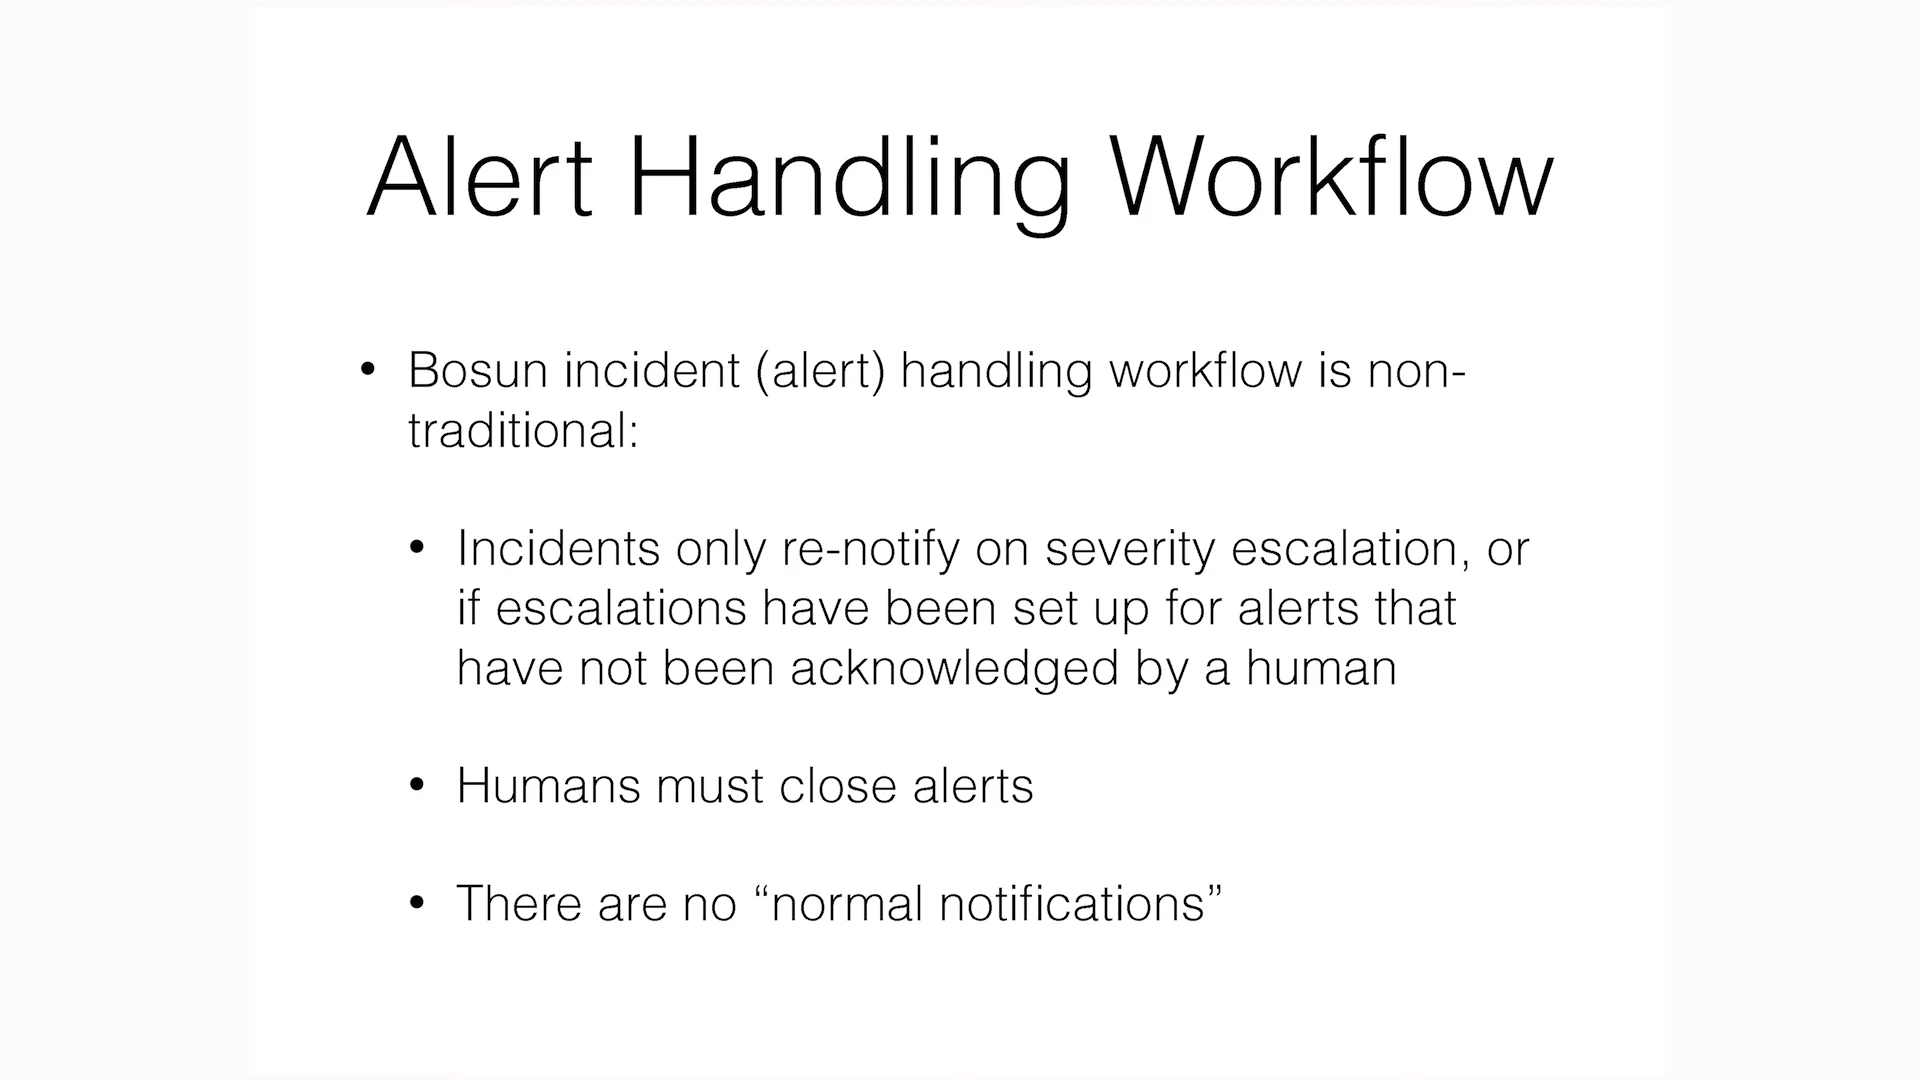 Alert Handling Workflow
• Bosun incident (alert) handling workflow is non-
traditional:
• Incidents only re-notify on severity escalation, or
if escalations have been set up for alerts that
have not been acknowledged by a human
• Humans must close alerts
• There are no “normal notifications”